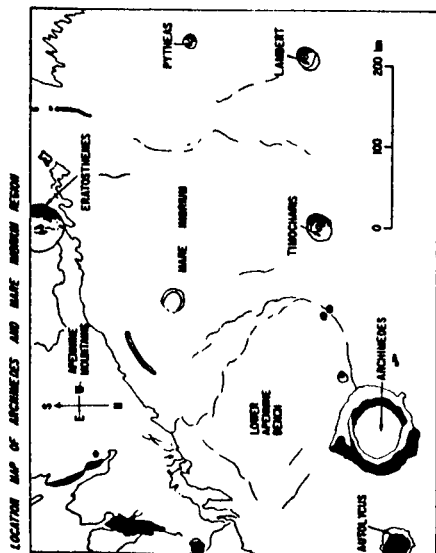 LOCATION MAP OF ARCHIMEDES AND MARE IMBRIUM REGION
S
E
W
N
APENNINE
MOUNTAINS
ERATOSTHENES
PYTHEAS
LAMBERT
MARE IMBRIUM
TIMOCHARIS
LOWER
APENNINE
BENCH
ARCHIMEDES
AUTOLYCUS
0
100
200 km